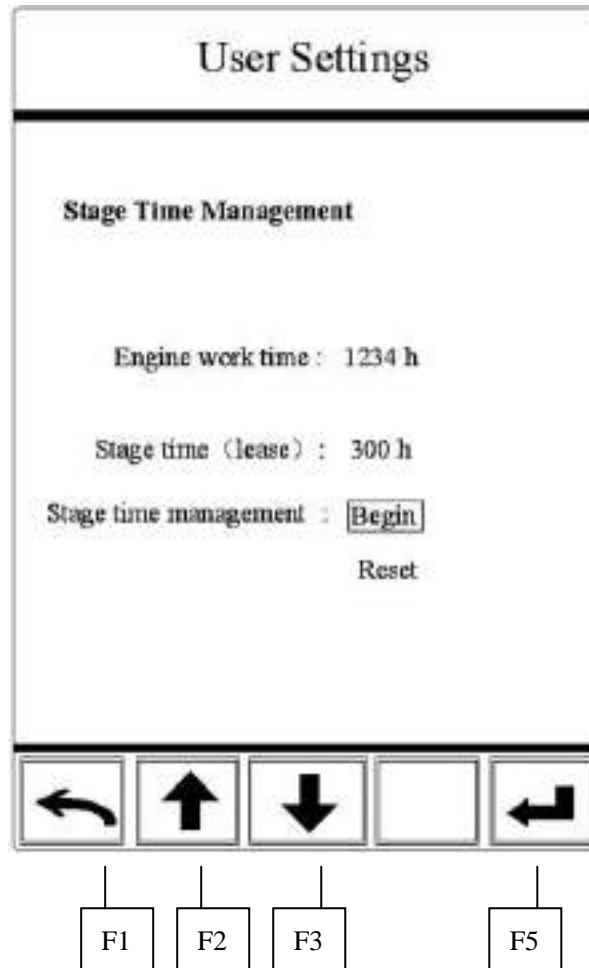 User Settings
Stage Time Management
Engine work time : 1234 h
Stage time （lease） : 300 h
Stage time management : Begin
Reset
F1 F2 F3 F5